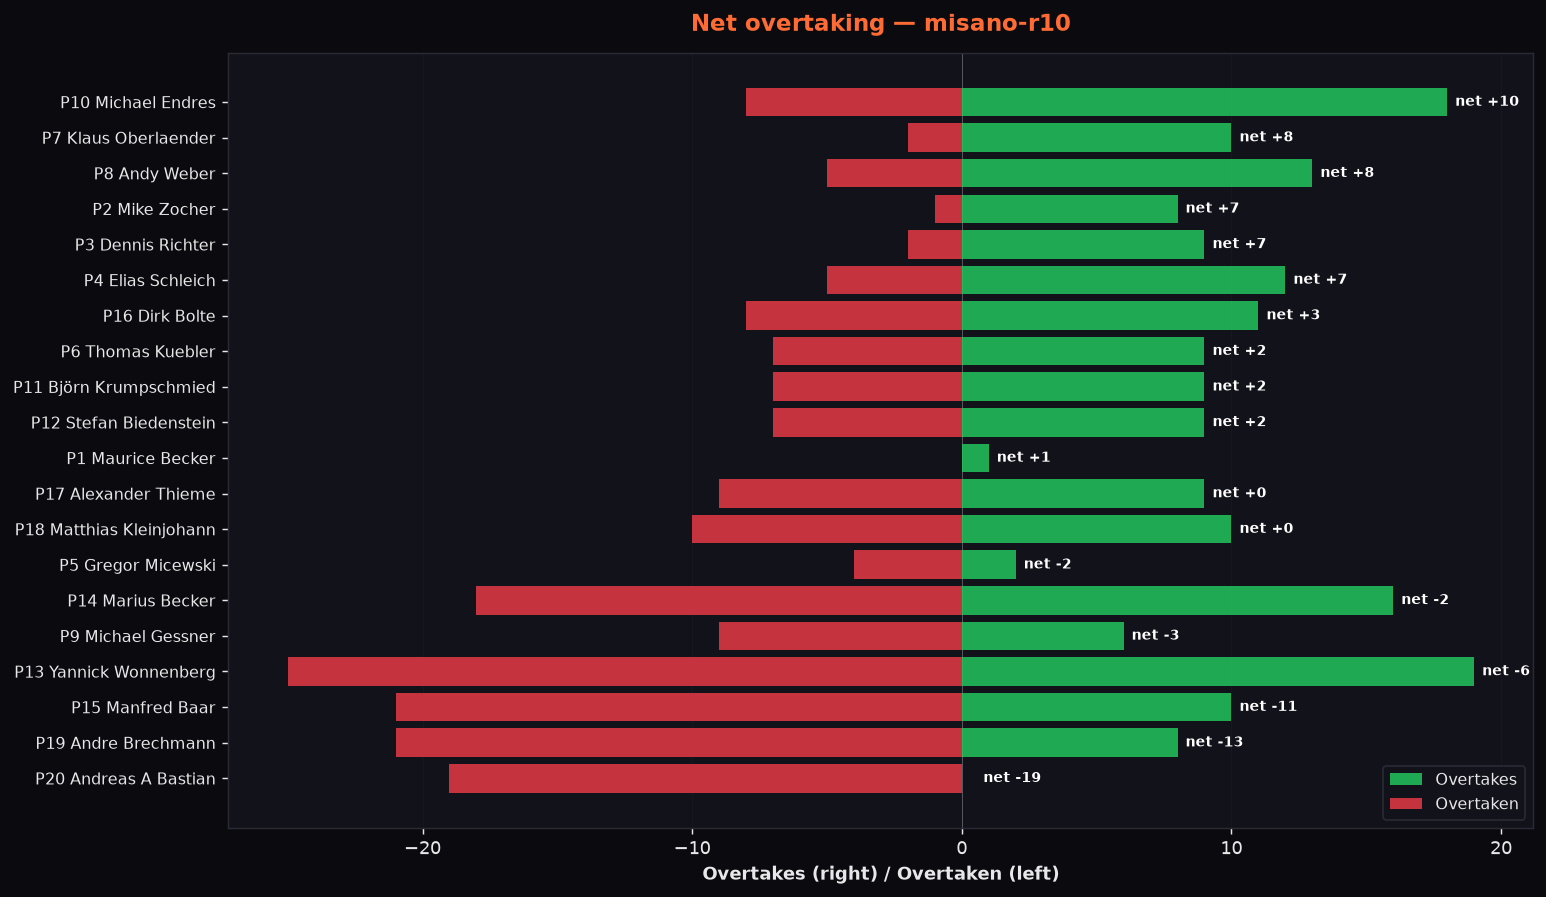 Net overtaking — misano-r10
P10 Michael Endres net +10
P7 Klaus Oberlaender net +8
P8 Andy Weber net +8
P2 Mike Zocher net +7
P3 Dennis Richter net +7
P4 Elias Schleich net +7
P16 Dirk Bolte net +3
P6 Thomas Kuebler net +2
P11 Björn Krumpschmied net +2
P12 Stefan Biedenstein net +2
P1 Maurice Becker net +1
P17 Alexander Thieme net +0
P18 Matthias Kleinjohann net +0
P5 Gregor Micewski net -2
P14 Marius Becker net -2
P9 Michael Gessner net -3
P13 Yannick Wonnenberg net -6
P15 Manfred Baar net -11
P19 Andre Brechmann net -13
P20 Andreas A Bastian net -19
Overtakes
Overtaken
−20 −10 0 10 20
Overtakes (right) / Overtaken (left)